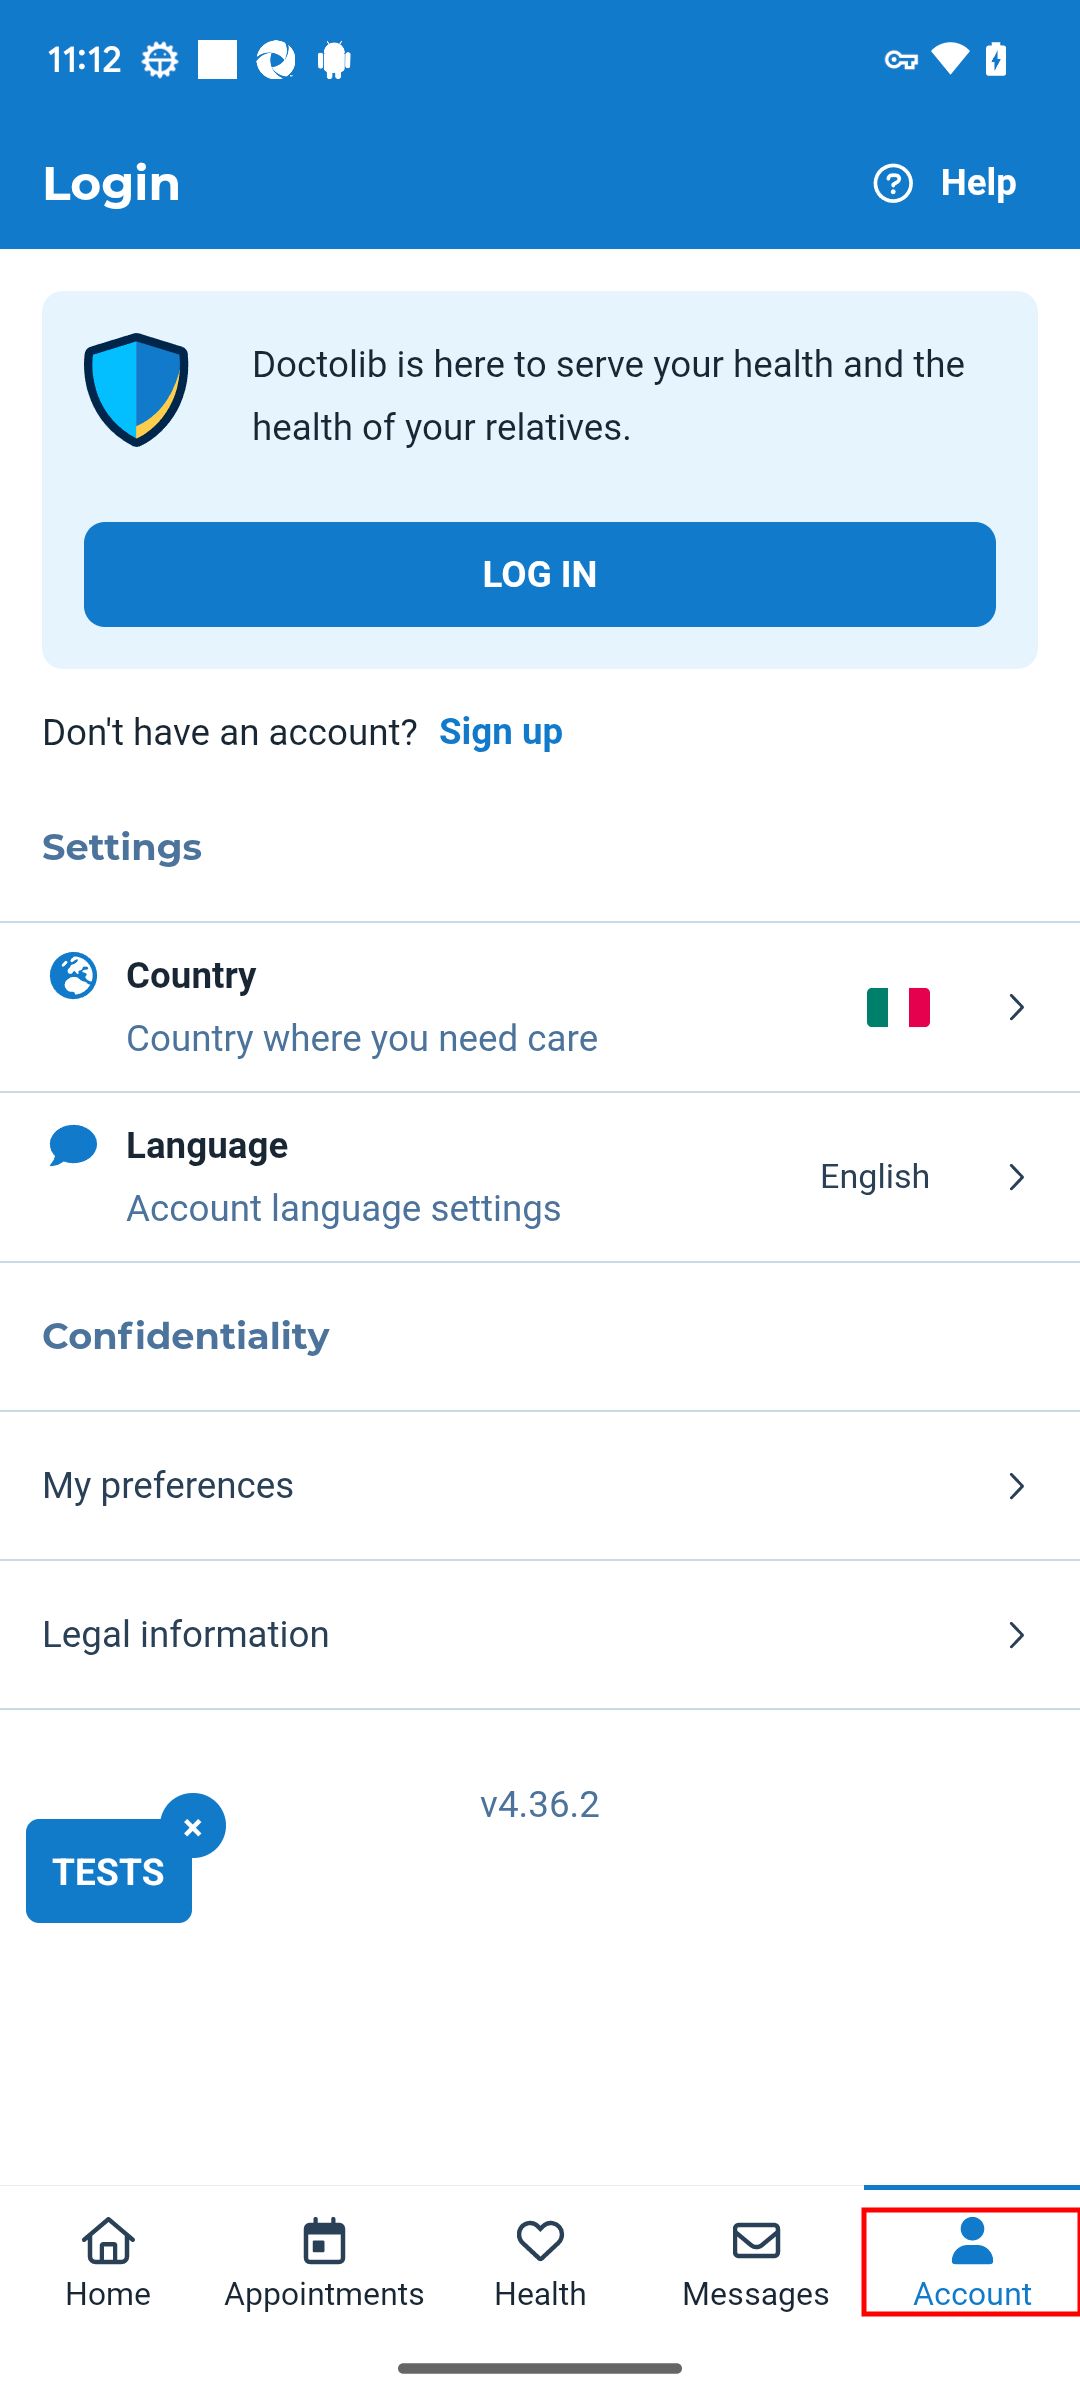 11:12
Login
Help
Doctolib is here to serve your health and the
health of your relatives.
LOG IN
Don't have an account? Sign up
Settings
Country
Country where you need care
Language
Account language settings
English
Confidentiality
My preferences
Legal information
v4.36.2
×
TESTS
Home
Appointments
Health
Messages
Account